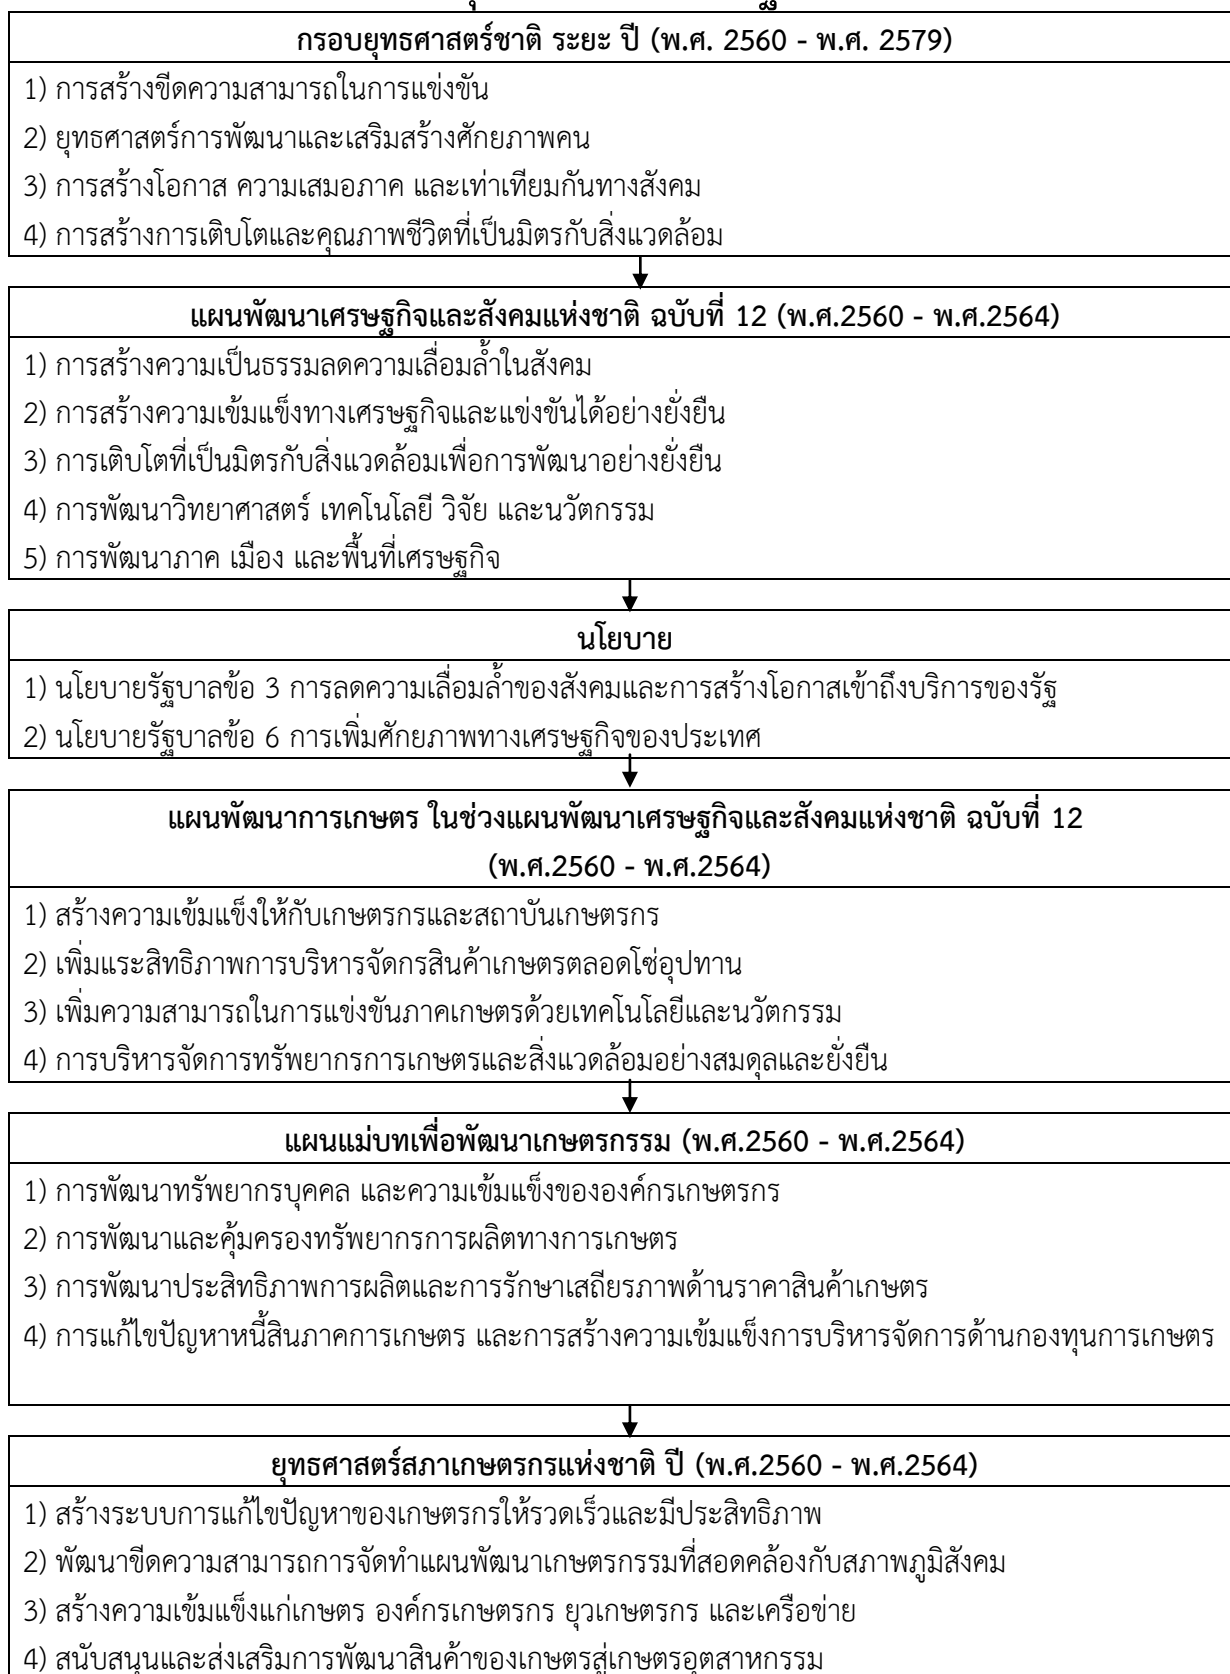 กรอบยุทธศาสตร์ชาติ ระยะ ปี (พ.ศ. 2560 - พ.ศ. 2579)
1) การสร้างขีดความสามารถในการแข่งขัน
2) ยุทธศาสตร์การพัฒนาและเสริมสร้างศักยภาพคน
3) การสร้างโอกาส ความเสมอภาค และเท่าเทียมกันทางสังคม
4) การสร้างการเติบโตและคุณภาพชีวิตที่เป็นมิตรกับสิ่งแวดล้อม
แผนพัฒนาเศรษฐกิจและสังคมแห่งชาติ ฉบับที่ 12 (พ.ศ.2560 - พ.ศ.2564)
1) การสร้างความเป็นธรรมลดความเลื่อมล้ำในสังคม
2) การสร้างความเข้มแข็งทางเศรษฐกิจและแข่งขันได้อย่างยั่งยืน
3) การเติบโตที่เป็นมิตรกับสิ่งแวดล้อมเพื่อการพัฒนาอย่างยั่งยืน
4) การพัฒนาวิทยาศาสตร์ เทคโนโลยี วิจัย และนวัตกรรม
5) การพัฒนาภาค เมือง และพื้นที่เศรษฐกิจ
นโยบาย
1) นโยบายรัฐบาลข้อ 3 การลดความเลื่อมล้ำของสังคมและการสร้างโอกาสเข้าถึงบริการของรัฐ
2) นโยบายรัฐบาลข้อ 6 การเพิ่มศักยภาพทางเศรษฐกิจของประเทศ
แผนพัฒนาการเกษตร ในช่วงแผนพัฒนาเศรษฐกิจและสังคมแห่งชาติ ฉบับที่ 12
(พ.ศ.2560 - พ.ศ.2564)
1) สร้างความเข้มแข็งให้กับเกษตรกรและสถาบันเกษตรกร
2) เพิ่มแระสิทธิภาพการบริหารจัดกรสินค้าเกษตรตลอดโซ่อุปทาน
3) เพิ่มความสามารถในการแข่งขันภาคเกษตรด้วยเทคโนโลยีและนวัตกรรม
4) การบริหารจัดการทรัพยากรการเกษตรและสิ่งแวดล้อมอย่างสมดุลและยั่งยืน
แผนแม่บทเพื่อพัฒนาเกษตรกรรม (พ.ศ.2560 - พ.ศ.2564)
1) การพัฒนาทรัพยากรบุคคล และความเข้มแข็งขององค์กรเกษตรกร
2) การพัฒนาและคุ้มครองทรัพยากรการผลิตทางการเกษตร
3) การพัฒนาประสิทธิภาพการผลิตและการรักษาเสถียรภาพด้านราคาสินค้าเกษตร
4) การแก้ไขปัญหาหนี้สินภาคการเกษตร และการสร้างความเข้มแข็งการบริหารจัดการด้านกองทุนการเกษตร
ยุทธศาสตร์สภาเกษตรกรแห่งชาติ ปี (พ.ศ.2560 - พ.ศ.2564)
1) สร้างระบบการแก้ไขปัญหาของเกษตรกรให้รวดเร็วและมีประสิทธิภาพ
2) พัฒนาขีดความสามารถการจัดทำแผนพัฒนาเกษตรกรรมที่สอดคล้องกับสภาพภูมิสังคม
3) สร้างความเข้มแข็งแก่เกษตร องค์กรเกษตรกร ยุวเกษตรกร และเครือข่าย
4) สนับสนุนและส่งเสริมการพัฒนาสินค้าของเกษตรสู่เกษตรอุตสาหกรรม